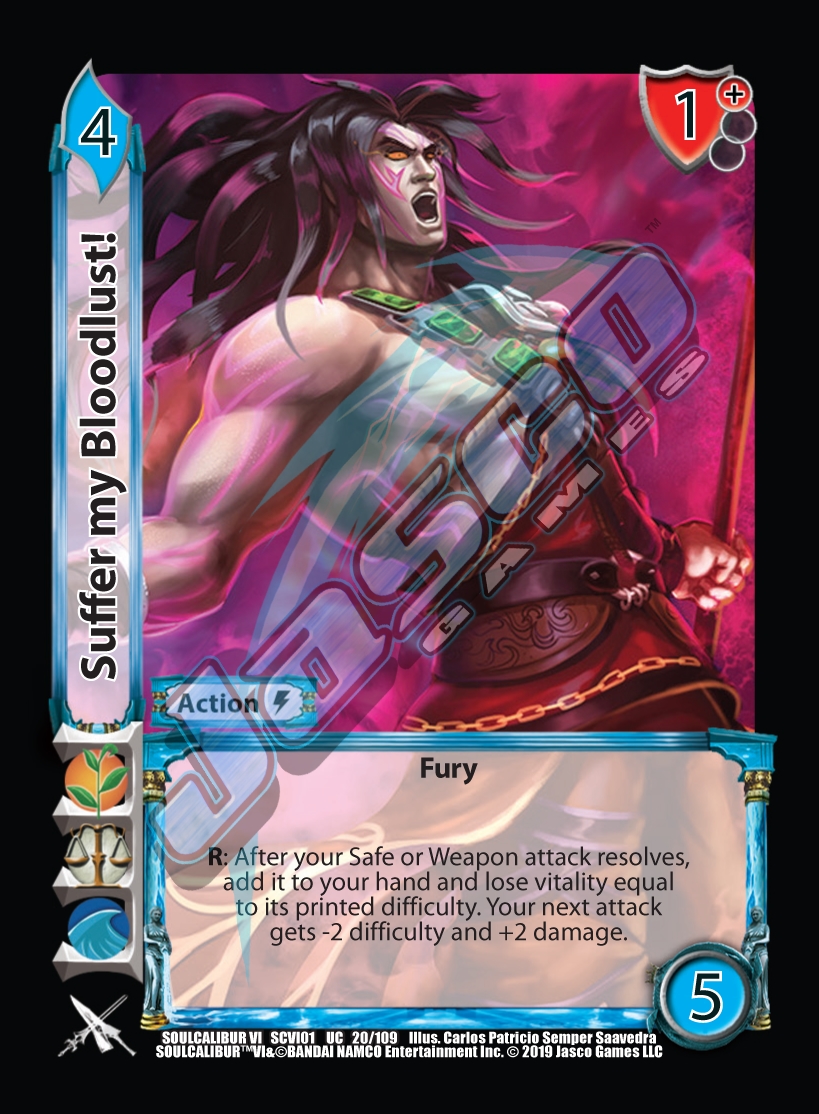 4
1 +
Suffer my Bloodlust!
TM
JASCO
GAMES
Action
Fury
R: After your Safe or Weapon attack resolves,
add it to your hand and lose vitality equal
to its printed difficulty. Your next attack
gets -2 difficulty and +2 damage.
5
SOULCALIBUR VI SCVI01 UC 20/109 Illus. Carlos Patricio Semper Saavedra
SOULCALIBUR™VI&©BANDAI NAMCO Entertainment Inc. © 2019 Jasco Games LLC